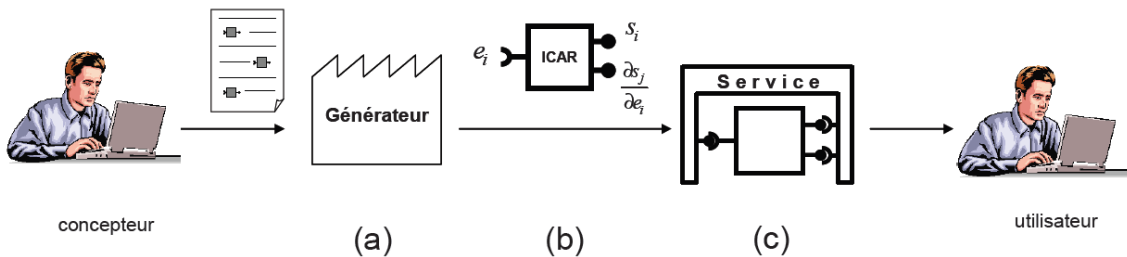 e_i
ICAR
s_i
∂s_j
∂e_i
Générateur
Service
concepteur
utilisateur
(a)
(b)
(c)